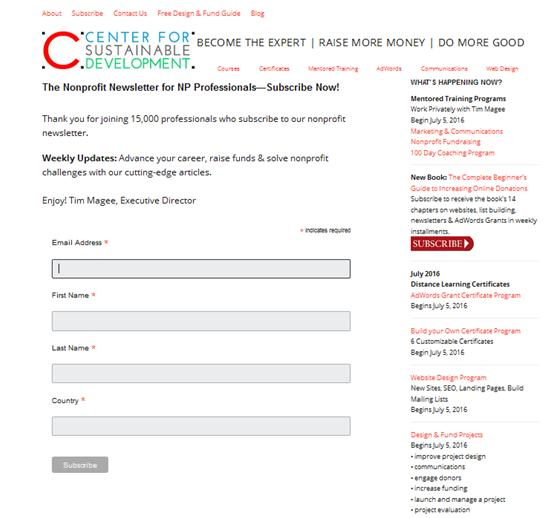 About Subscribe Contact Us Free Design & Fund Guide Blog
CENTER FOR
SUSTAINABLE
DEVELOPMENT
BECOME THE EXPERT | RAISE MORE MONEY | DO MORE GOOD
Courses Certificates Mentored Training AdWords Communications Web Design
The Nonprofit Newsletter for NP Professionals—Subscribe Now!
Thank you for joining 15,000 professionals who subscribe to our nonprofit
newsletter.
Weekly Updates: Advance your career, raise funds & solve nonprofit
challenges with our cutting-edge articles.
Enjoy! Tim Magee, Executive Director
* indicates required
Email Address *
First Name *
Last Name *
Country *
Subscribe
WHAT'S HAPPENING NOW?
Mentored Training Programs
Work Privately with Tim Magee
Begin July 5, 2016
Marketing & Communications
Nonprofit Fundraising
100 Day Coaching Program
New Book: The Complete Beginner's
Guide to Increasing Online Donations
Subscribe to receive the book's 14
chapters on websites, list building,
newsletters & AdWords Grants in weekly
installments.
SUBSCRIBE
July 2016
Distance Learning Certificates
AdWords Grant Certificate Program
Begins July 5, 2016
Build your Own Certificate Program
6 Customizable Certificates
Begin July 5, 2016
Website Design Program
New Sites, SEO, Landing Pages, Build
Mailing Lists
Begins July 5, 2016
Design & Fund Projects
Begins July 5, 2016
• improve project design
• communications
• engage donors
• increase funding
• launch and manage a project
• project evaluation